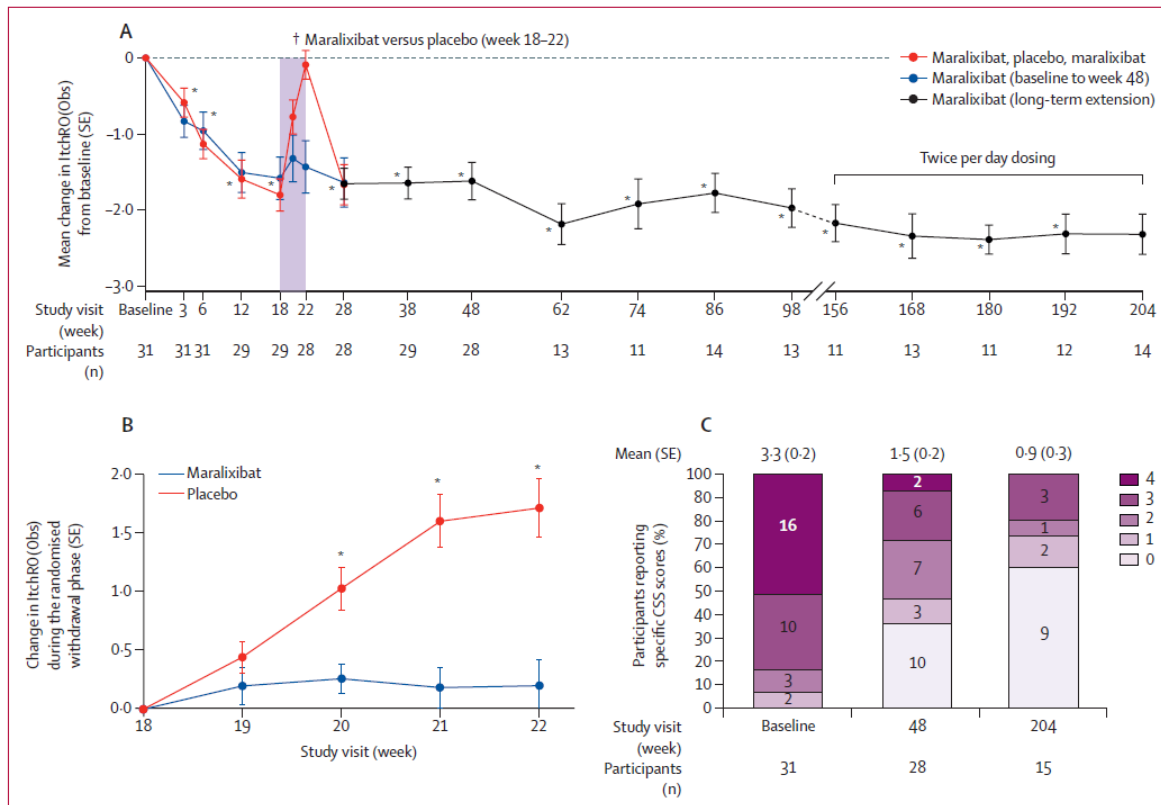 A
† Maralixibat versus placebo (week 18–22)
Maralixibat, placebo, maralixibat
Maralixibat (baseline to week 48)
Maralixibat (long-term extension)
Twice per day dosing
Mean change in ItchRO(Obs)
from btaseline (SE)
0
-1·0
-2·0
-3·0
* * * * * * * * * * * * * * * *
Study visit Baseline 3 6 12 18 22 28 38 48 62 74 86 98 156 168 180 192 204
(week)
Participants 31 31 31 29 29 28 28 29 28 13 11 14 13 11 13 11 12 14
(n)
B
Maralixibat
Placebo
Change in ItchRO(Obs)
during the randomised
withdrawal phase (SE)
2·0
1·5
1·0
0·5
0·0
* * *
18 19 20 21 22
Study visit (week)
C
Mean (SE) 3·3 (0·2) 1·5 (0·2) 0·9 (0·3)
Participants reporting
specific CSS scores (%)
100
90
80
70
60
50
40
30
20
10
0
16
10
3
2
2
6
7
3
10
3
1
2
9
4
3
2
1
0
Study visit Baseline 48 204
(week)
Participants 31 28 15
(n)